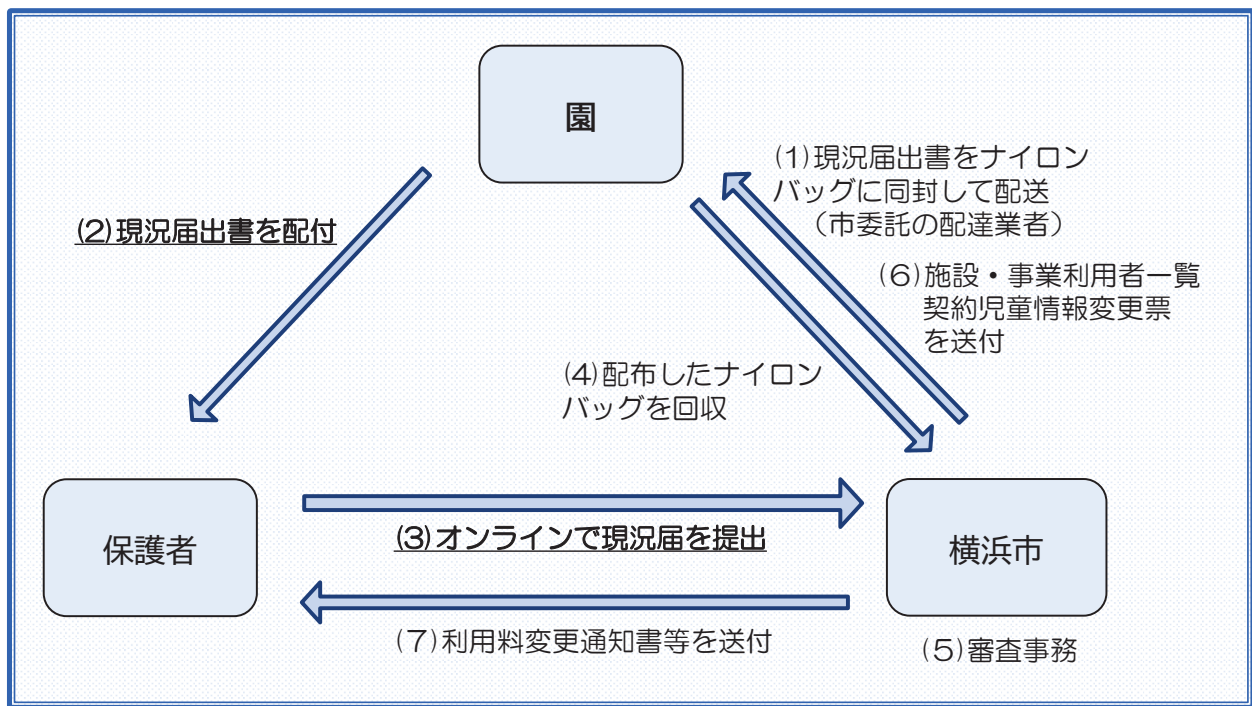 園
(1)現況届出書をナイロン
バッグに同封して配送
（市委託の配達業者）
(2)現況届出書を配付
(6)施設・事業利用者一覧
契約児童情報変更票
を送付
(4)配布したナイロン
バッグを回収
保護者
(3)オンラインで現況届を提出
横浜市
(7)利用料変更通知書等を送付
(5)審査事務